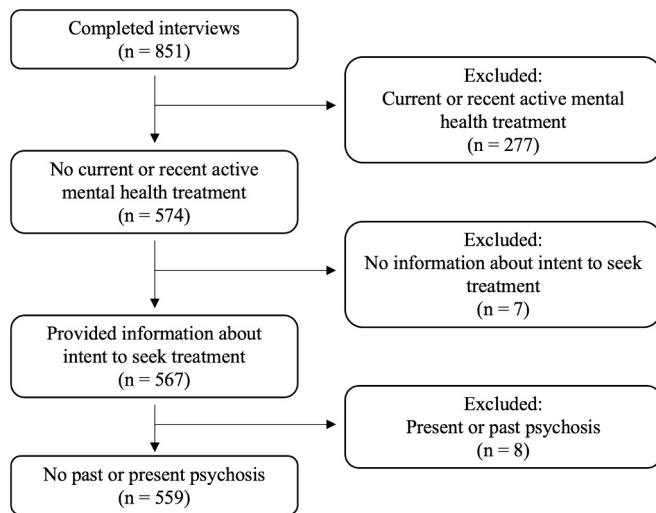 Completed interviews
(n = 851)
Excluded:
Current or recent active mental
health treatment
(n = 277)
No current or recent active
mental health treatment
(n = 574)
Excluded:
No information about intent to seek
treatment
(n = 7)
Provided information about
intent to seek treatment
(n = 567)
Excluded:
Present or past psychosis
(n = 8)
No past or present psychosis
(n = 559)